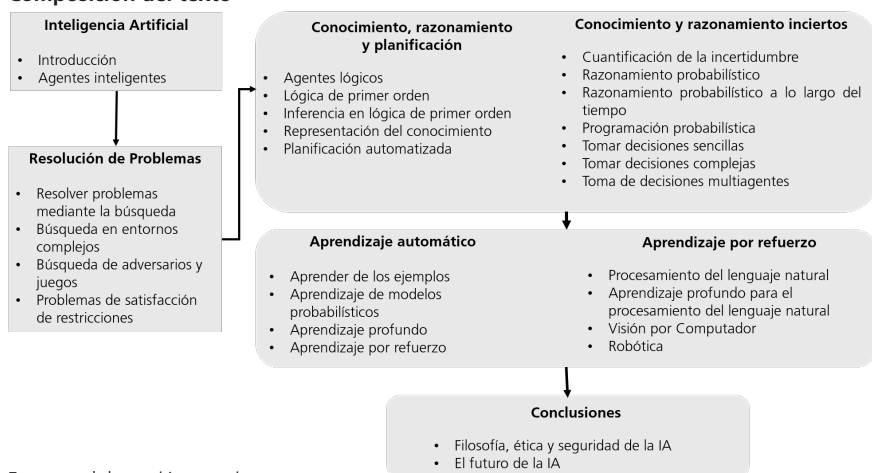 Composición del texto
Inteligencia Artificial
• Introducción
• Agentes inteligentes
Resolución de Problemas
• Resolver problemas
mediante la búsqueda
• Búsqueda en entornos
complejos
• Búsqueda de adversarios y
juegos
• Problemas de satisfacción
de restricciones
Conocimiento, razonamiento
y planificación
• Agentes lógicos
• Lógica de primer orden
• Inferencia en lógica de primer orden
• Representación del conocimiento
• Planificación automatizada
Conocimiento y razonamiento inciertos
• Cuantificación de la incertidumbre
• Razonamiento probabilístico
• Razonamiento probabilístico a lo largo del
tiempo
• Programación probabilística
• Tomar decisiones sencillas
• Tomar decisiones complejas
• Toma de decisiones multiagentes
Aprendizaje automático
• Aprender de los ejemplos
• Aprendizaje de modelos
probabilísticos
• Aprendizaje profundo
• Aprendizaje por refuerzo
Aprendizaje por refuerzo
• Procesamiento del lenguaje natural
• Aprendizaje profundo para el
procesamiento del lenguaje natural
• Visión por Computador
• Robótica
Conclusiones
• Filosofía, ética y seguridad de la IA
• El futuro de la IA